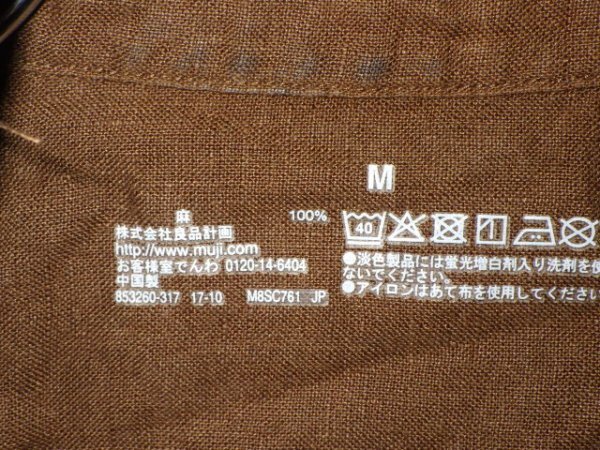 M
麻 100%
株式会社良品計画
http://www.muji.com
お客様室でんわ 0120-14-6404
中国製
853260-317 17-10 M8SC761 JP
40
●淡色製品には蛍光増白剤入り洗剤を使
ないでください。
●アイロンはあて布を使用してくださ